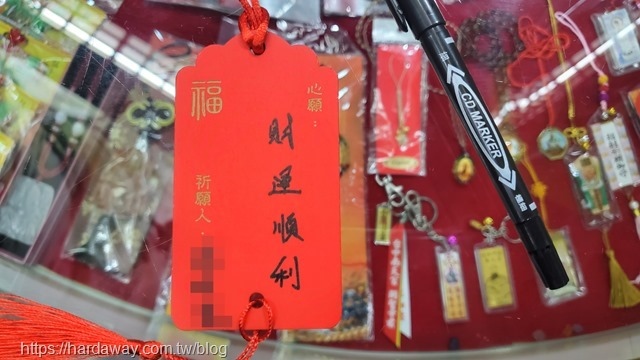 福
心願：
財運順利
祈願人：
CD MARKER
https://hardaway.com.tw/blog